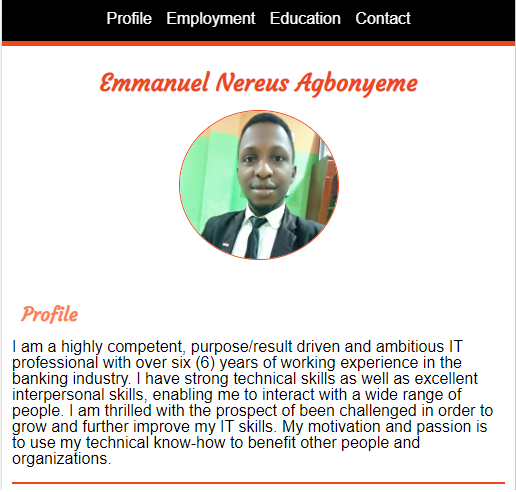 Profile Employment Education Contact
Emmanuel Nereus Agbonyeme
Profile
I am a highly competent, purpose/result driven and ambitious IT
professional with over six (6) years of working experience in the
banking industry. I have strong technical skills as well as excellent
interpersonal skills, enabling me to interact with a wide range of
people. I am thrilled with the prospect of been challenged in order to
grow and further improve my IT skills. My motivation and passion is
to use my technical know-how to benefit other people and
organizations.